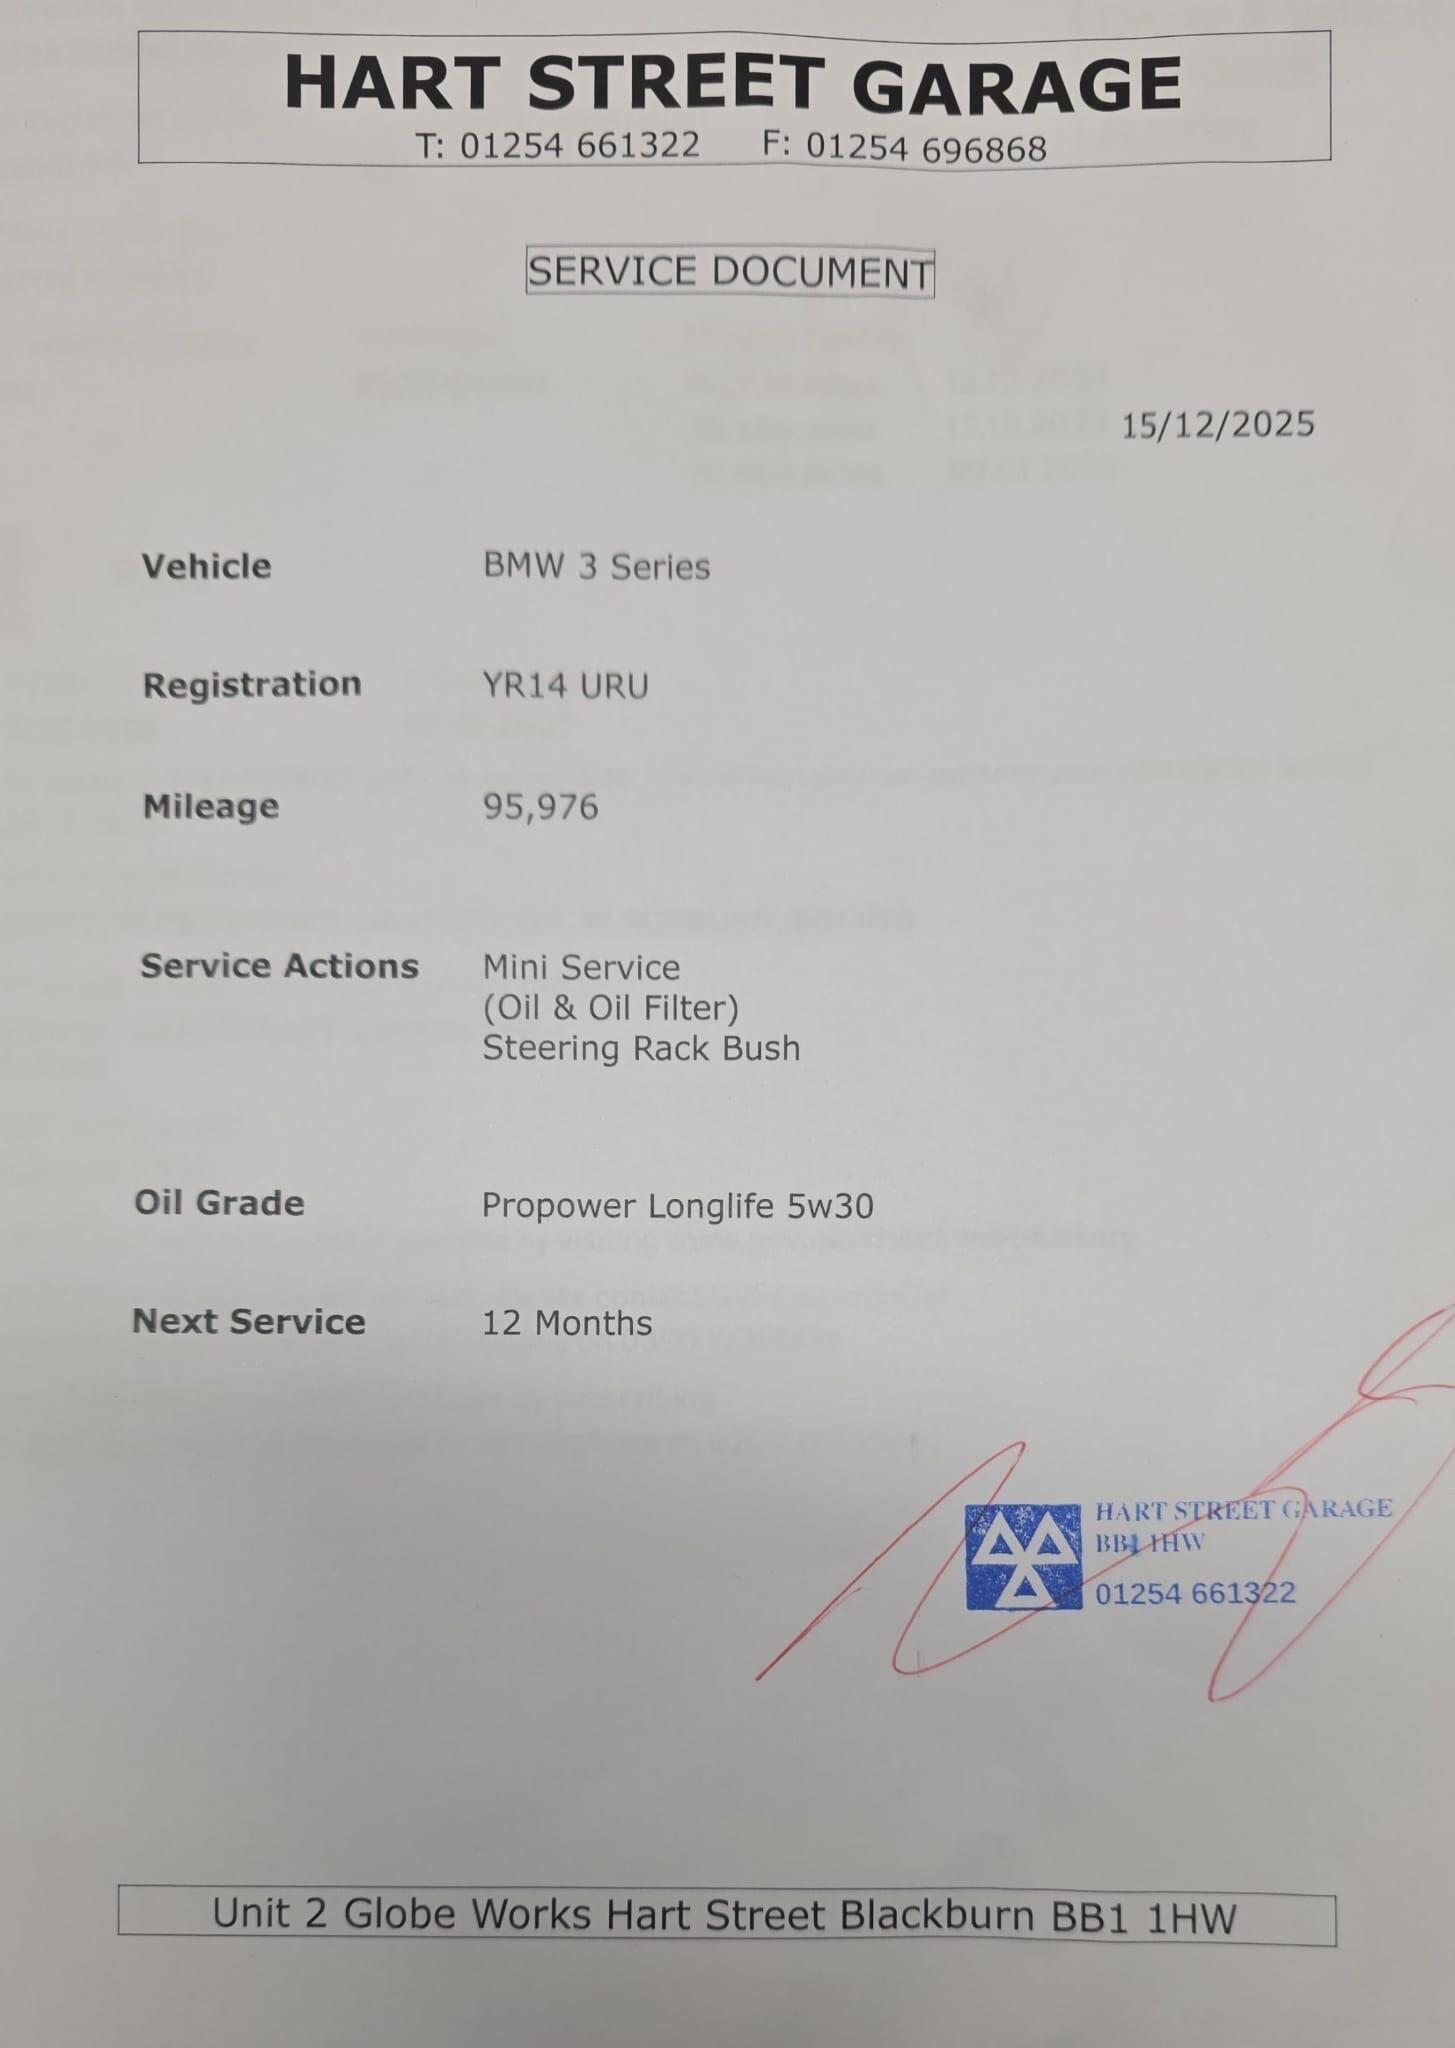 HART STREET GARAGE
T: 01254 661322 F: 01254 696868
SERVICE DOCUMENT
15/12/2025
Vehicle BMW 3 Series
Registration YR14 URU
Mileage 95,976
Service Actions Mini Service
(Oil & Oil Filter)
Steering Rack Bush
Oil Grade Propower Longlife 5w30
Next Service 12 Months
HART STREET GARAGE
BB1 1HW
01254 661322
Unit 2 Globe Works Hart Street Blackburn BB1 1HW